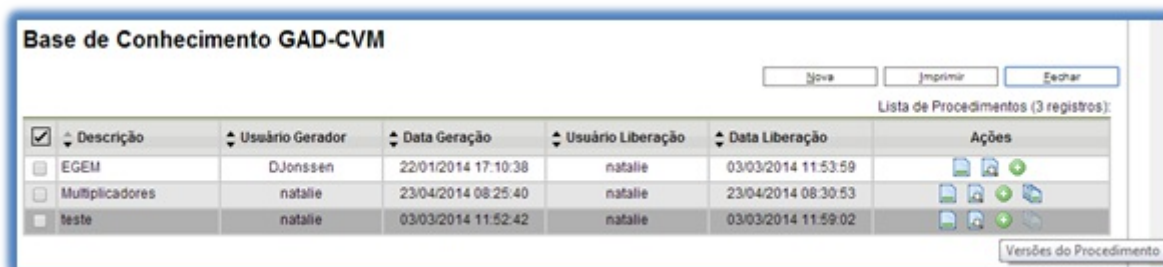 Base de Conhecimento GAD-CVM
Nova Imprimir Fechar
Lista de Procedimentos (3 registros):
Descrição Usuário Gerador Data Geração Usuário Liberação Data Liberação Ações
EGEM DJonssen 22/01/2014 17:10:38 natalie 03/03/2014 11:53:59
Multiplicadores natalie 23/04/2014 08:25:40 natalie 23/04/2014 08:30:53
teste natalie 03/03/2014 11:52:42 natalie 03/03/2014 11:59:02
Versões do Procedimento